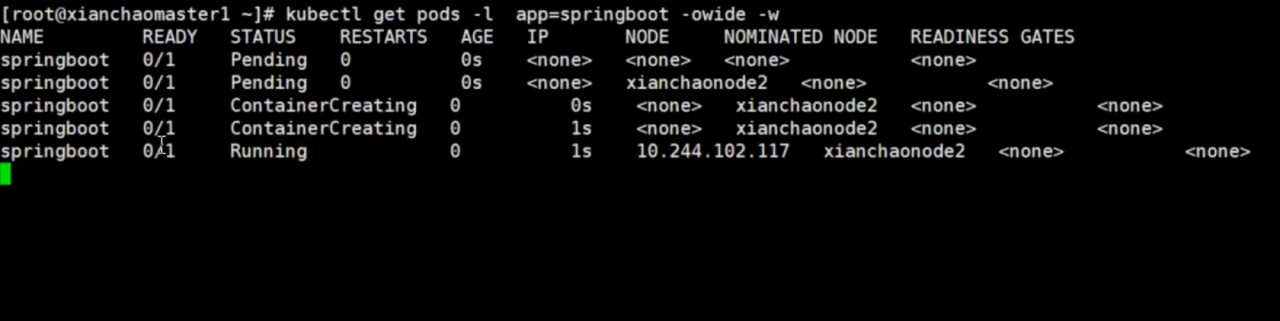 [root@xianchaomaster1 ~]# kubectl get pods -l  app=springboot -owide -w
NAME         READY   STATUS    RESTARTS   AGE   IP       NODE     NOMINATED NODE   READINESS GATES
springboot   0/1     Pending   0          0s    <none>   <none>   <none>           <none>
springboot   0/1     Pending   0          0s    <none>   xianchaonode2   <none>           <none>
springboot   0/1     ContainerCreating   0          0s    <none>   xianchaonode2   <none>           <none>
springboot   0/1     ContainerCreating   0          1s    <none>   xianchaonode2   <none>           <none>
springboot   0/1     Running             0          1s    10.244.102.117   xianchaonode2   <none>           <none>